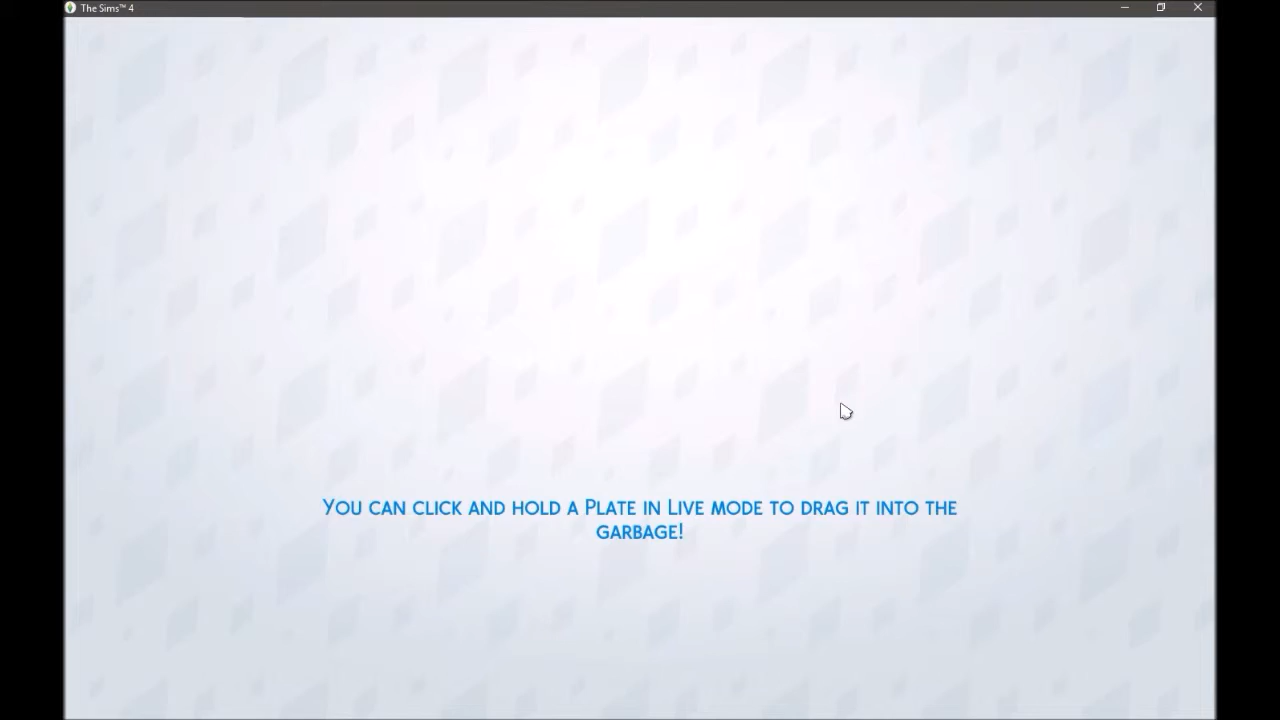 The Sims™ 4
You can click and hold a Plate in Live mode to drag it into the
garbage!